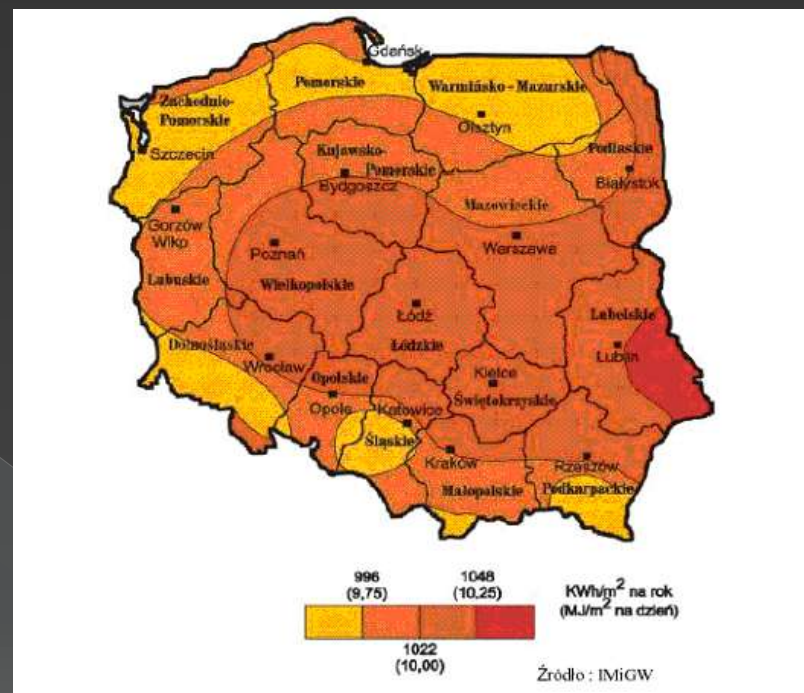 Gdeńsk
Pomorskie
Warmińsko - Mazurskie
Zachodnio-
Pomorskie
Olsztyn
Szczecin
Kujawsko-
Pomorskie
Podlaskie
Bydgoszcz
Białystok
Mazowieckie
Gorzów
Wlkp
Warszawa
Poznań
Lubuskie
Wielkopolskie
Lubelskie
Łódź
Łódzkie
Dolnośląskie
Lublin
Wrocław
Kielce
Opolskie
Świętokrzyskie
Opole
Katowice
Śląskie
Kraków
Rzeszów
Małopolskie
Podkarpackie
996
(9,75)
1048
(10,25)
KWh/m² na rok
(MJ/m² na dzień)
1022
(10,00)
Źródło : IMiGW